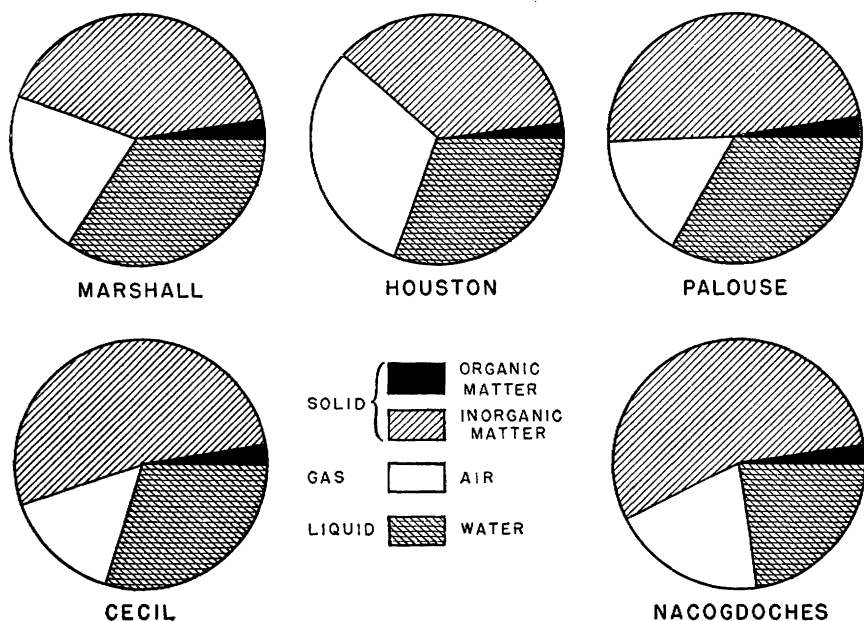 MARSHALL
HOUSTON
PALOUSE
SOLID
ORGANIC
MATTER
INORGANIC
MATTER
GAS
AIR
LIQUID
WATER
CECIL
NACOGDOCHES